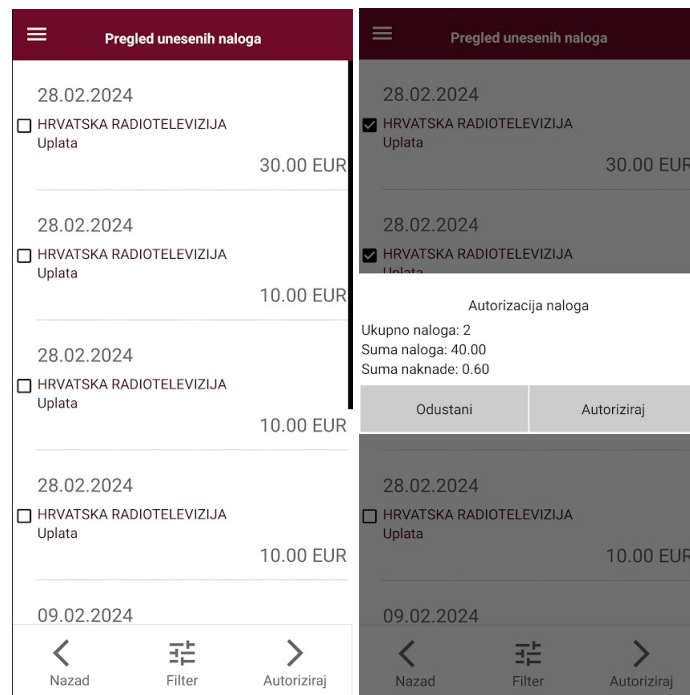 Pregled unesenih naloga
28.02.2024
HRVATSKA RADIOTELEVIZIJA
Uplata
30.00 EUR
28.02.2024
HRVATSKA RADIOTELEVIZIJA
Uplata
10.00 EUR
28.02.2024
HRVATSKA RADIOTELEVIZIJA
Uplata
10.00 EUR
28.02.2024
HRVATSKA RADIOTELEVIZIJA
Uplata
10.00 EUR
09.02.2024
Nazad
Filter
Autoriziraj
Pregled unesenih naloga
28.02.2024
HRVATSKA RADIOTELEVIZIJA
Uplata
30.00 EUR
28.02.2024
HRVATSKA RADIOTELEVIZIJA
Uplata
Autorizacija naloga
Ukupno naloga: 2
Suma naloga: 40.00
Suma naknade: 0.60
Odustani
Autoriziraj
28.02.2024
HRVATSKA RADIOTELEVIZIJA
Uplata
10.00 EUR
09.02.2024
Nazad
Filter
Autoriziraj